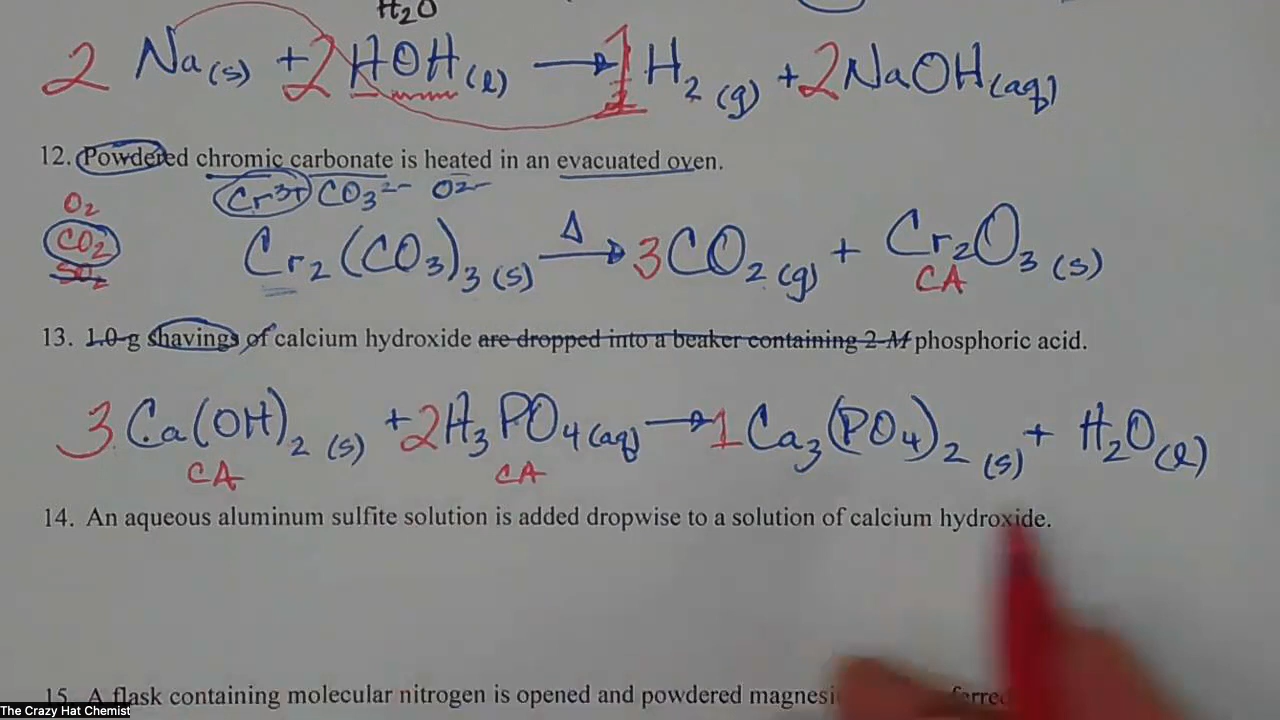 H₂O
2 Na(s) + 2 HOH(l) → 1 H₂(g) + 2 NaOH(aq)
12. Powdered chromic carbonate is heated in an evacuated oven.
Cr³⁺ CO₃²⁻ O²⁻
O₂
CO₂
SO₂
Cr₂(CO₃)₃(s) Δ→ 3 CO₂(g) + Cr₂O₃(s)
CA
13. 1.0 g shavings of calcium hydroxide are dropped into a beaker containing 2 M phosphoric acid.
3 Ca(OH)₂(s) + 2 H₃PO₄(aq) → 1 Ca₃(PO₄)₂(s) + H₂O(l)
CA CA
14. An aqueous aluminum sulfite solution is added dropwise to a solution of calcium hydroxide.
15. A flask containing molecular nitrogen is opened and powdered
The Crazy Hat Chemist